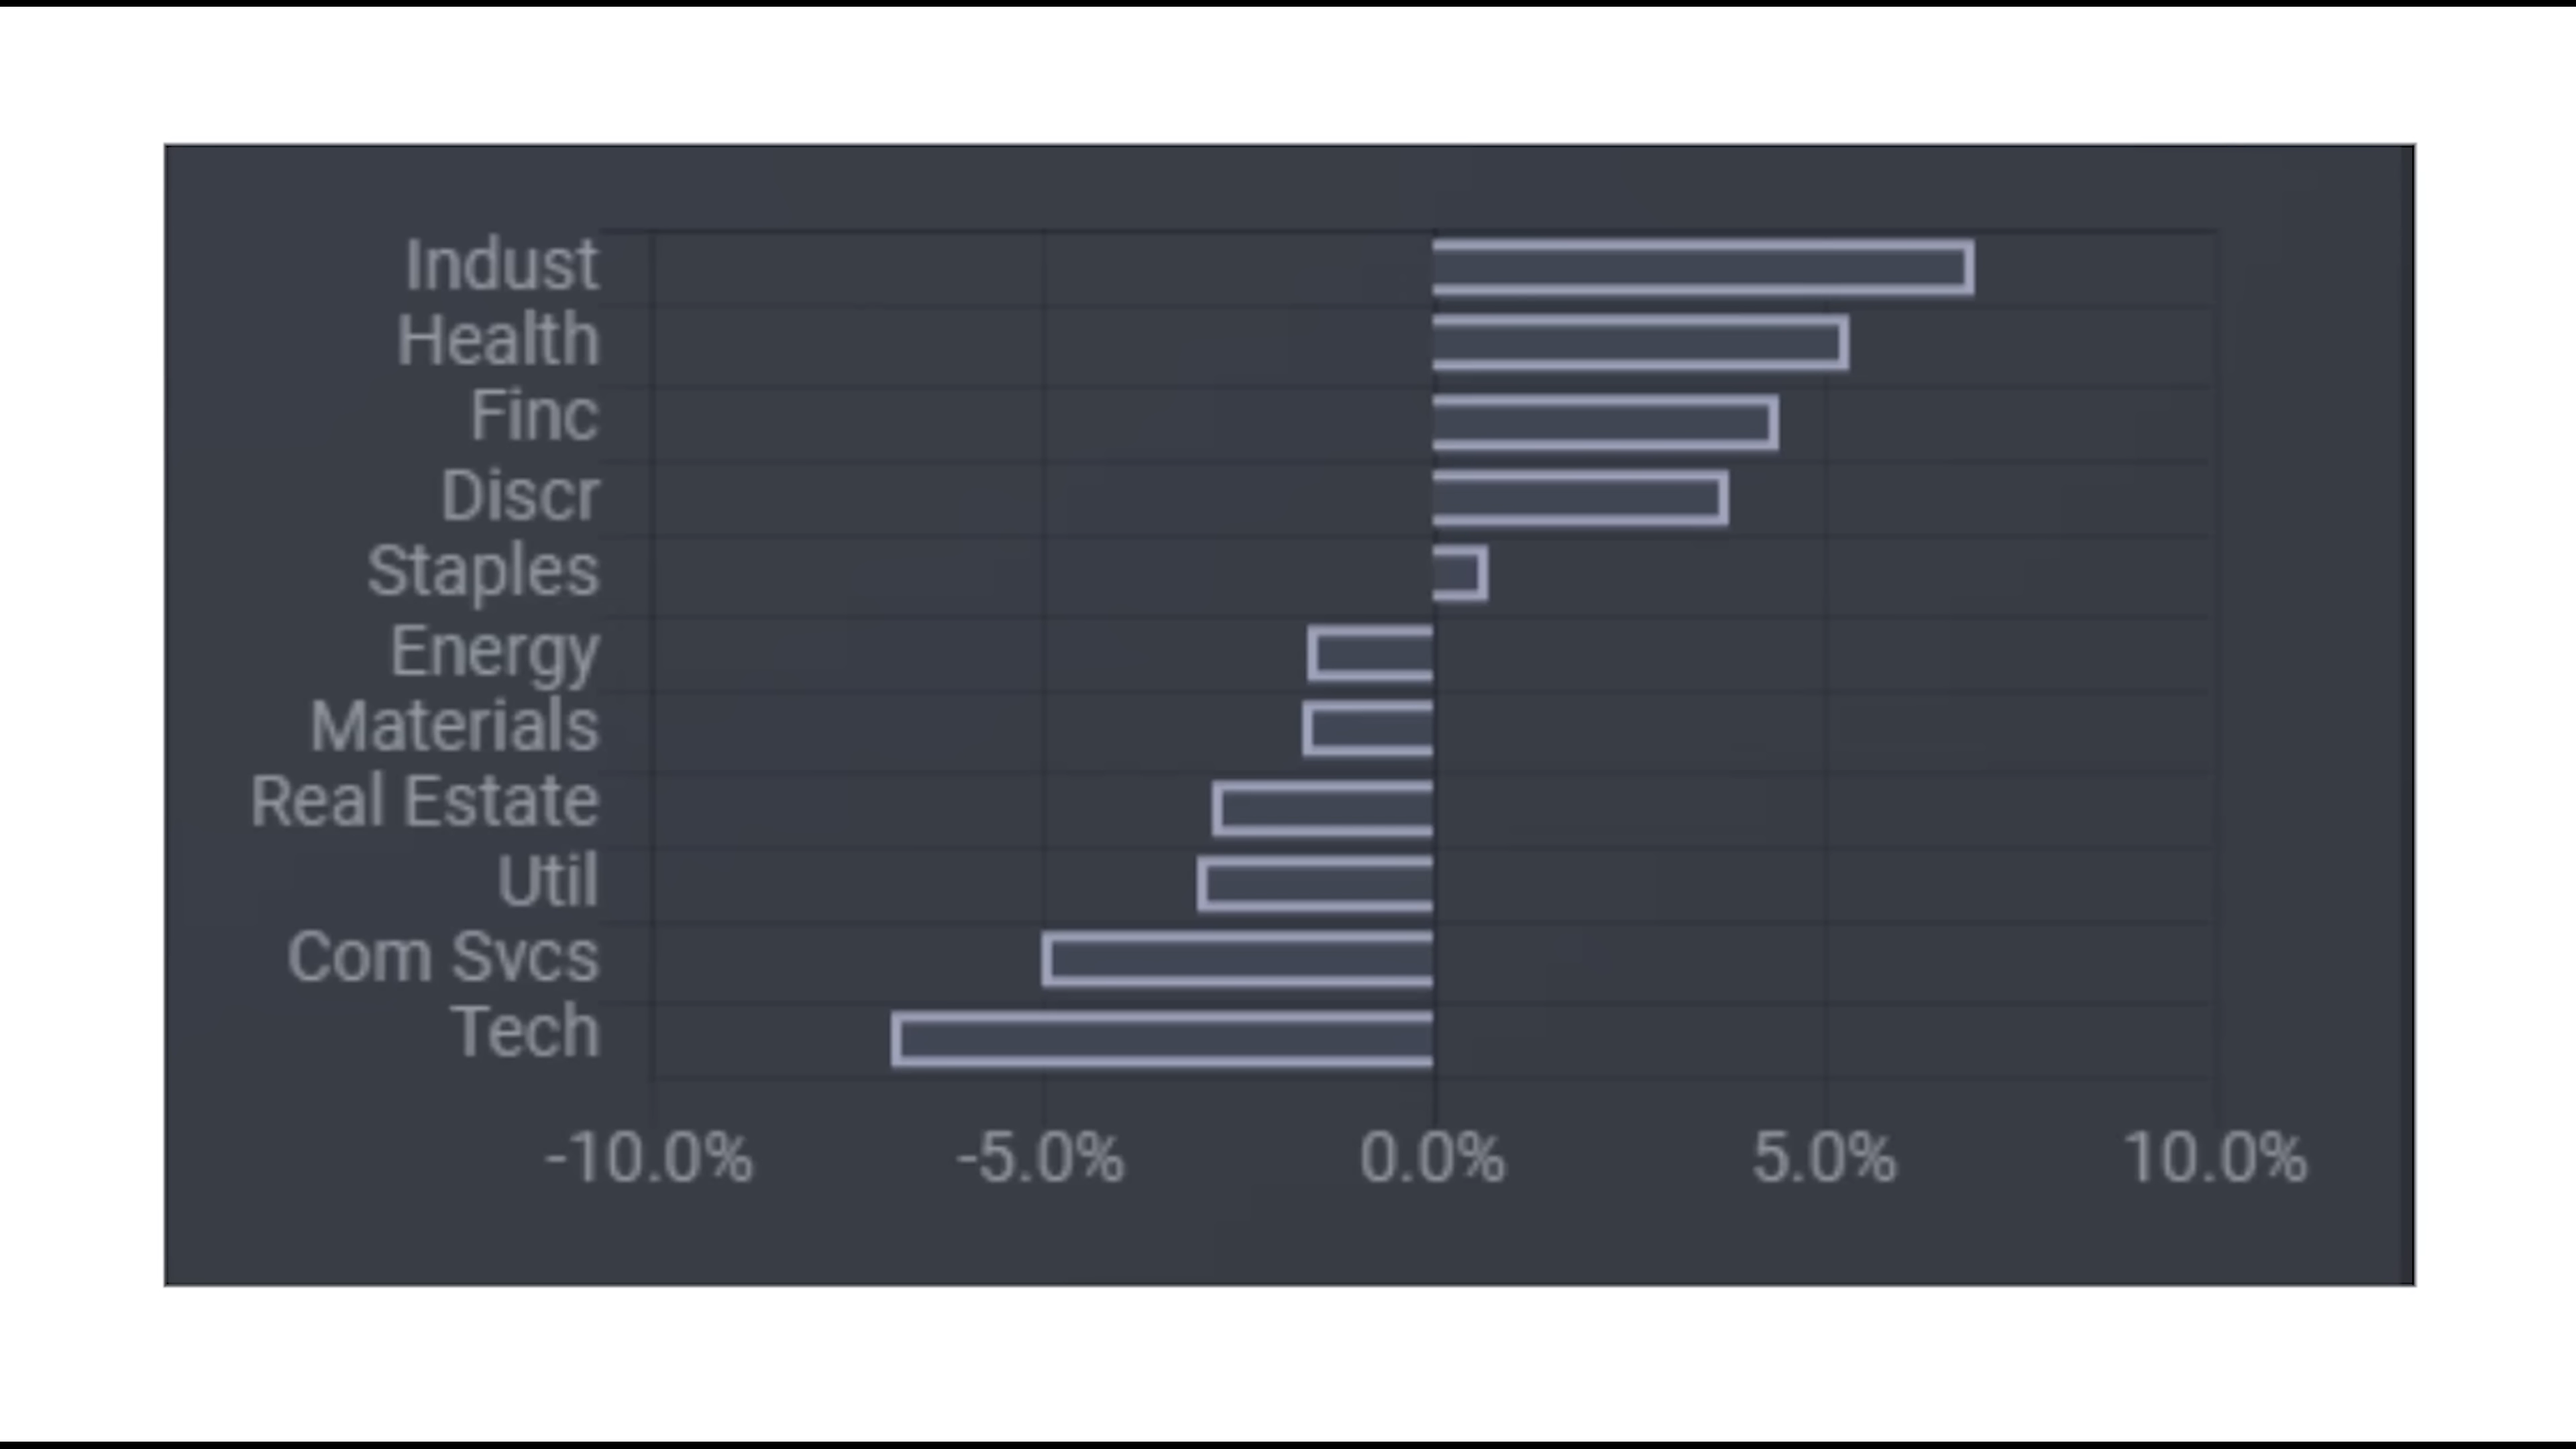 Indust
Health
Finc
Discr
Staples
Energy
Materials
Real Estate
Util
Com Svcs
Tech
-10.0% -5.0% 0.0% 5.0% 10.0%